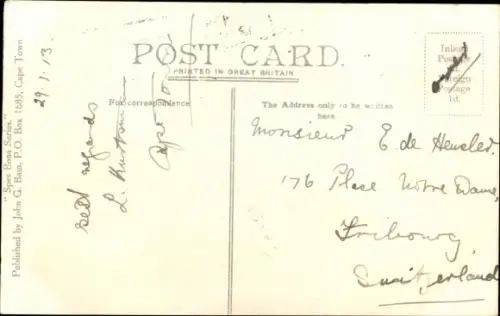 POST CARD.
PRINTED IN GREAT BRITAIN
For correspondence
The Address only to be written
here
Inland
Postage
½d.
Foreign
Postage
1d.
"Spes Bona Series."
Published by John G. Bain, P.O. Box 1685, Cape Town
29.1.13.
Best regards
L.
Monsieur E. de Heusler
176 Place Notre Dame
Fribourg
Switzerland